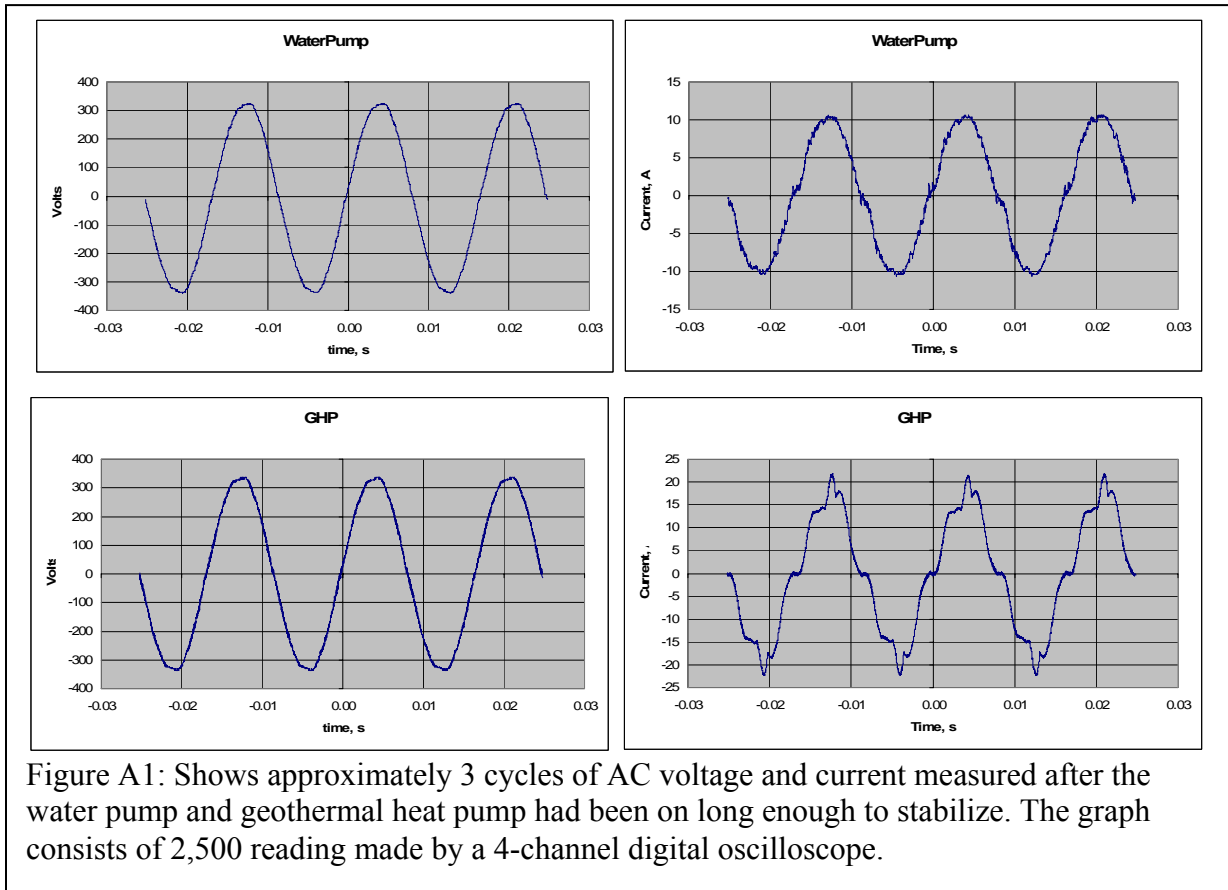 WaterPump
400
300
200
100
0
-100
-200
-300
-400
Volts
-0.03 -0.02 -0.01 0.00 0.01 0.02 0.03
time, s
WaterPump
15
10
5
0
-5
-10
-15
Current, A
-0.03 -0.02 -0.01 0.00 0.01 0.02 0.03
Time, s
GHP
400
300
200
100
0
-100
-200
-300
-400
Volts
-0.03 -0.02 -0.01 0.00 0.01 0.02 0.03
time, s
GHP
25
20
15
10
5
0
-5
-10
-15
-20
-25
Current,
-0.03 -0.02 -0.01 0.00 0.01 0.02 0.03
Time, s
Figure A1: Shows approximately 3 cycles of AC voltage and current measured after the
water pump and geothermal heat pump had been on long enough to stabilize. The graph
consists of 2,500 reading made by a 4-channel digital oscilloscope.